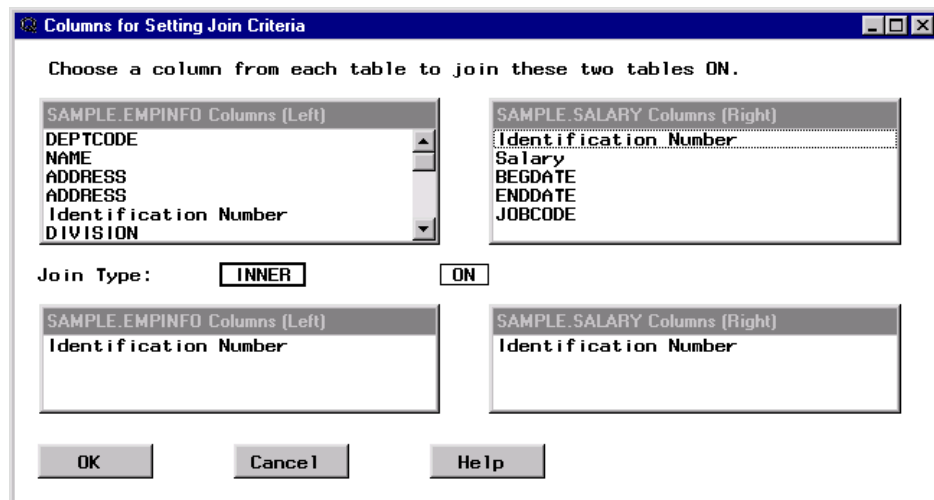 Columns for Setting Join Criteria
Choose a column from each table to join these two tables ON.
SAMPLE.EMPINFO Columns (Left)
DEPTCODE
NAME
ADDRESS
ADDRESS
Identification Number
DIVISION
SAMPLE.SALARY Columns (Right)
Identification Number
Salary
BEGDATE
ENDDATE
JOBCODE
Join Type: INNER ON
SAMPLE.EMPINFO Columns (Left)
Identification Number
SAMPLE.SALARY Columns (Right)
Identification Number
OK Cancel Help